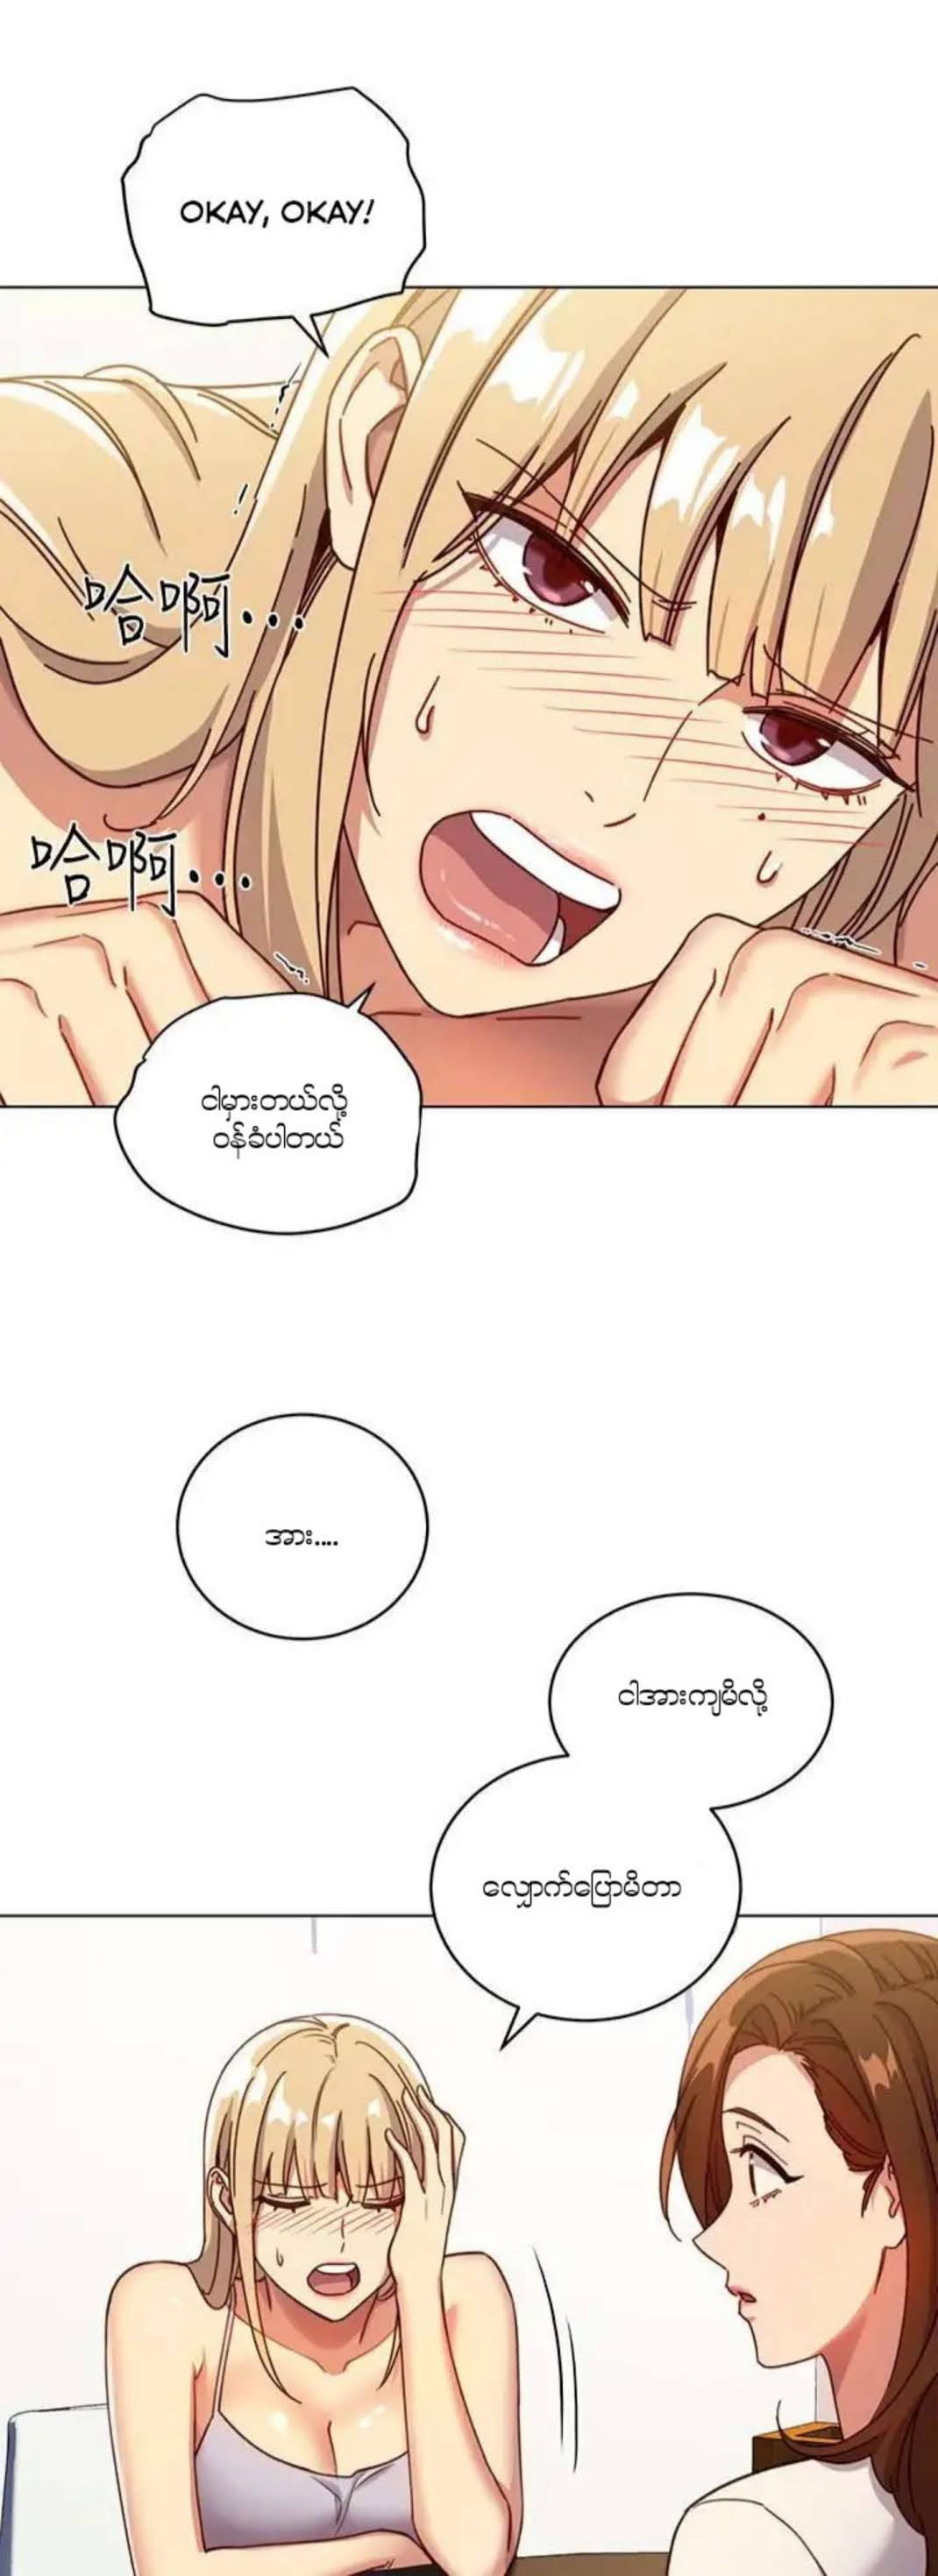 OKAY, OKAY!
哈啊...
哈啊...
ငါမှားတယ်လို့
ဝန်ခံပါတယ်
အား....
ငါအားကျမိလို့
လျှောက်ပြောမိတာ